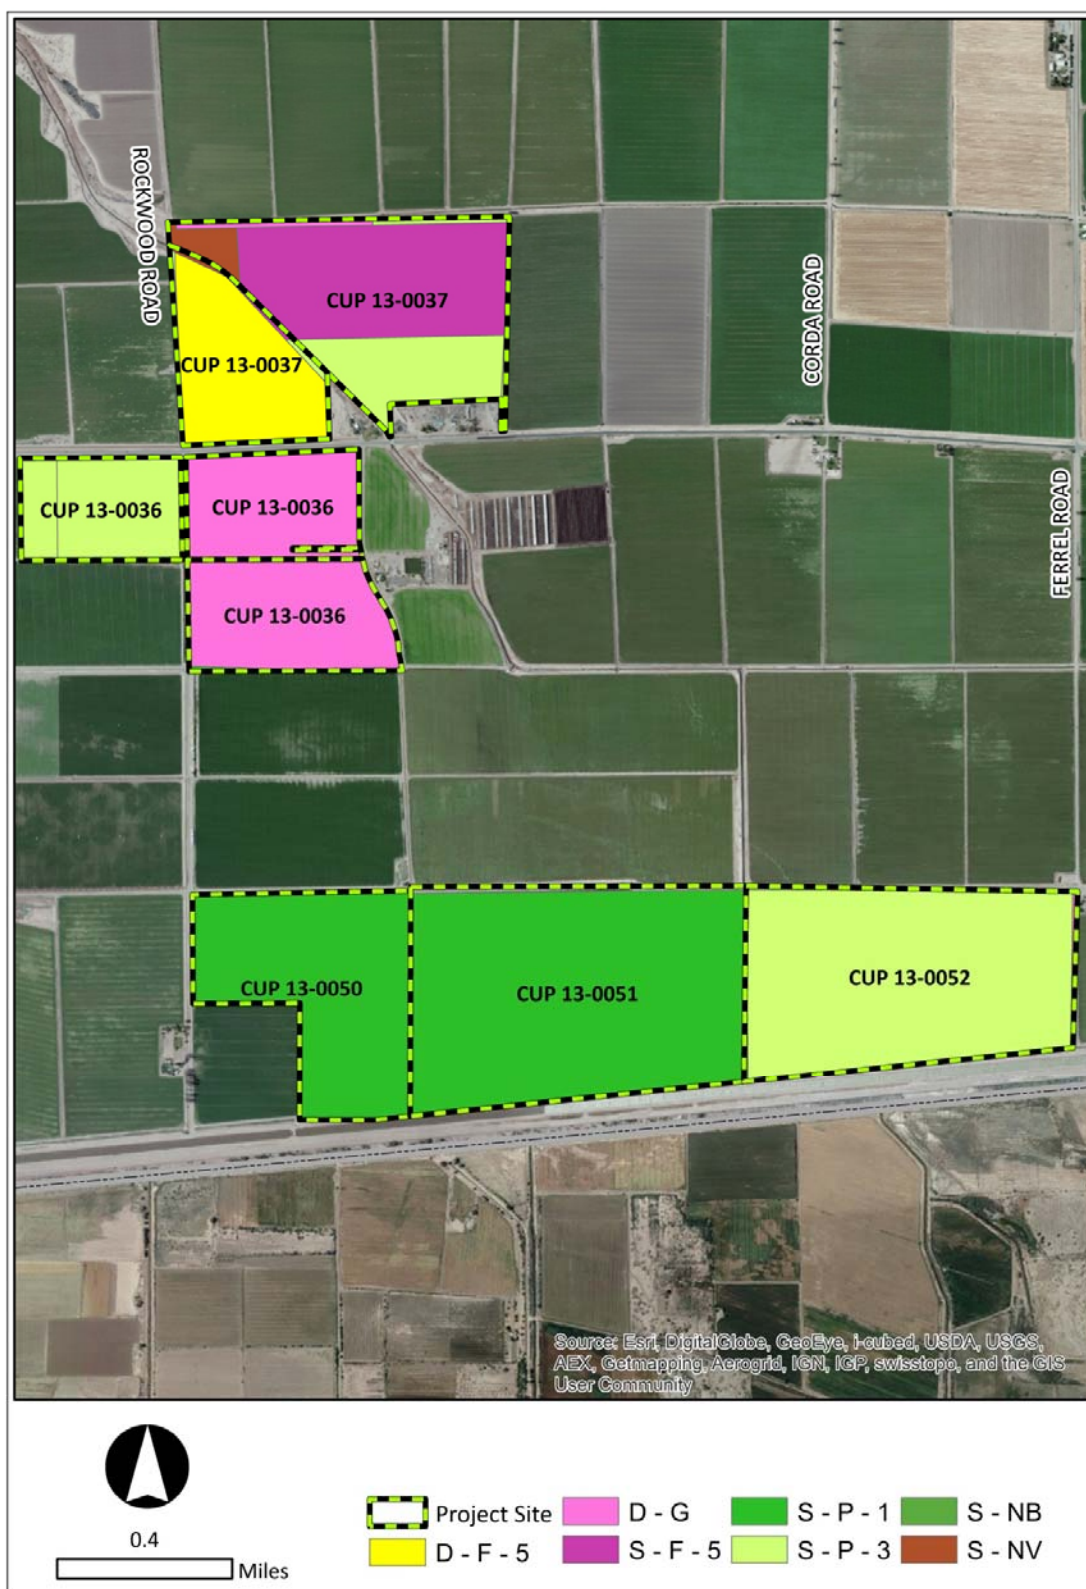 ROCKWOOD ROAD
CUP 13-0037
CORDA ROAD
CUP 13-0037
FERREL ROAD
CUP 13-0036
CUP 13-0036
CUP 13-0036
CUP 13-0050
CUP 13-0051
CUP 13-0052
Source: Esri, DigitalGlobe, GeoEye, i-cubed, USDA, USGS,
AEX, Getmapping, Aerogrid, IGN, IGP, swisstopo, and the GIS
User Community
0.4
Miles
Project Site
D - G
S - P - 1
S - NB
D - F - 5
S - F - 5
S - P - 3
S - NV